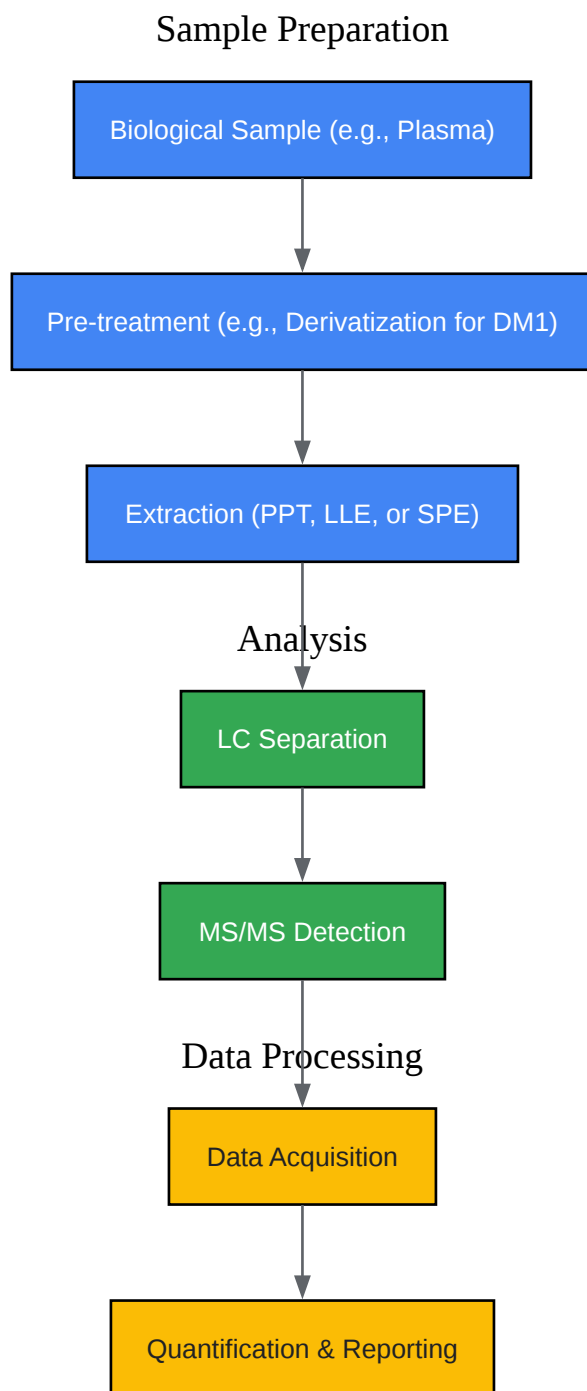 Sample Preparation
Biological Sample (e.g., Plasma)
Pre-treatment (e.g., Derivatization for DM1)
Extraction (PPT, LLE, or SPE)
Analysis
LC Separation
MS/MS Detection
Data Processing
Data Acquisition
Quantification & Reporting